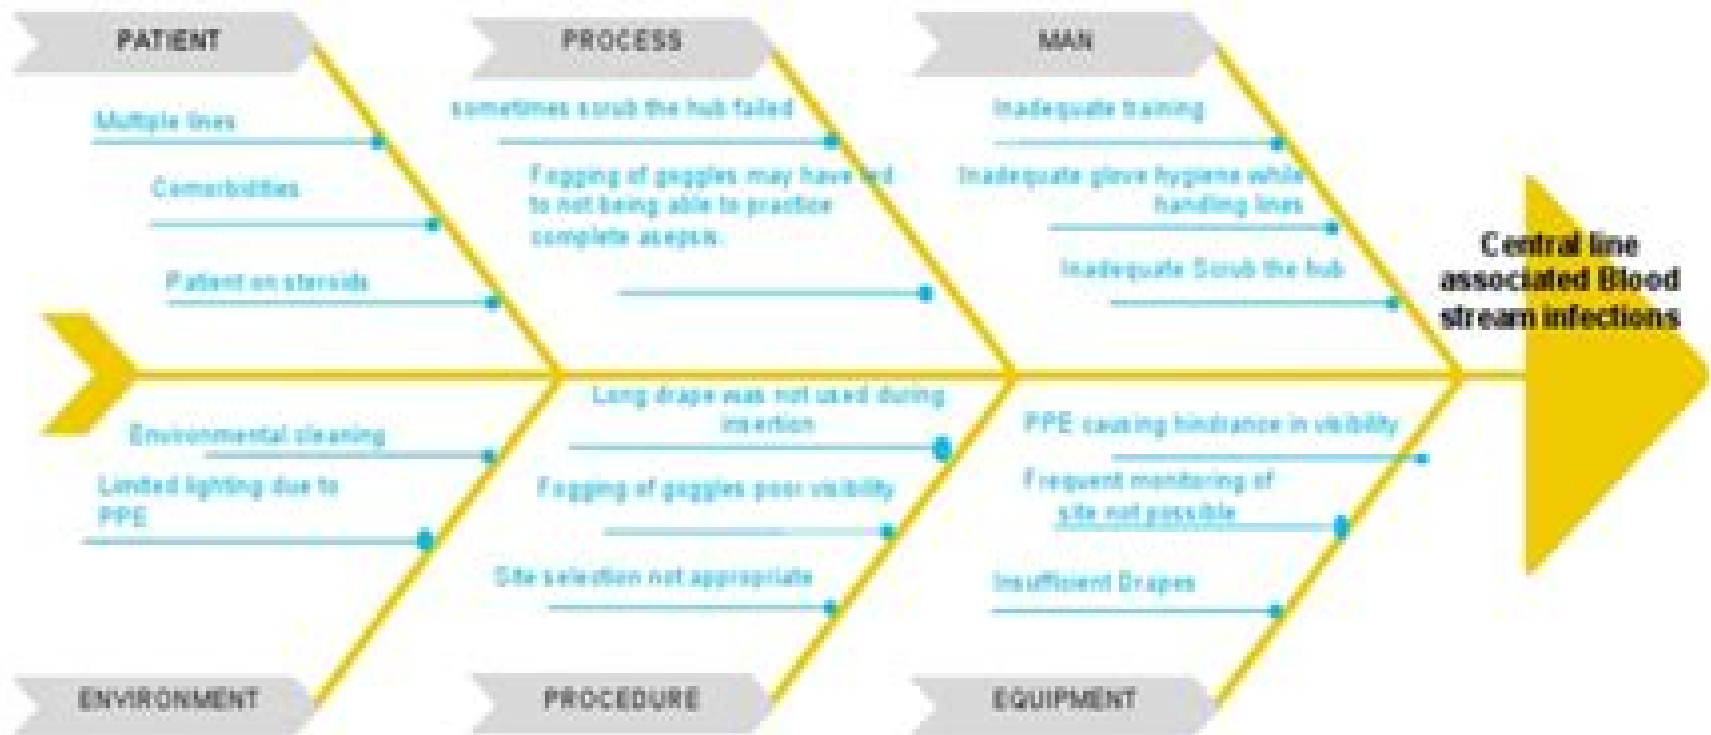 PATIENT
PROCESS
MAN
Multiple lines
Comorbidities
Patient on steroids
sometimes scrub the hub failed
Fogging of goggles may have led
to not being able to practice
complete asepsis.
Inadequate training
Inadequate glove hygiene while
handling lines
Inadequate Scrub the hub
Central line
associated Blood
stream infections
Environmental cleaning
Limited lighting due to
PPE
Long drape was not used during
insertion
Fogging of goggles poor visibility
Site selection not appropriate
PPE causing hindrance in visibility
Frequent monitoring of
site not possible
Insufficient Drapes
ENVIRONMENT
PROCEDURE
EQUIPMENT